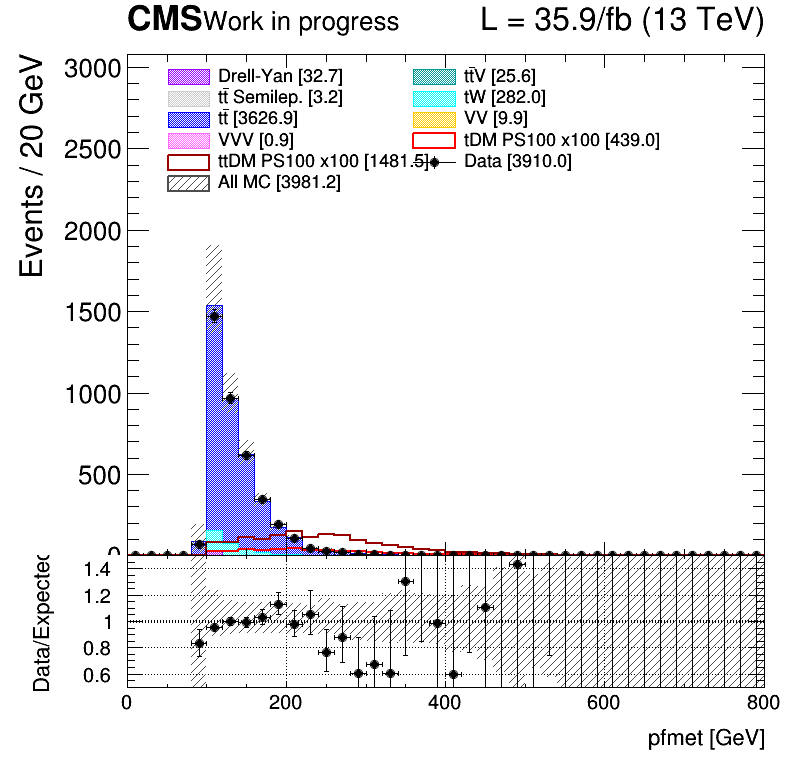 CMS Work in progress L = 35.9/fb (13 TeV)
Events / 20 GeV
3000
2500
2000
1500
1000
500
0
Drell-Yan [32.7]
tt̄ Semilep. [3.2]
tt̄ [3626.9]
VVV [0.9]
ttDM PS100 x100 [1481.5]
All MC [3981.2]
tt̄V [25.6]
tW [282.0]
VV [9.9]
tDM PS100 x100 [439.0]
Data [3910.0]
Data/Expected
1.4
1.2
1
0.8
0.6
0 200 400 600 800
pfmet [GeV]